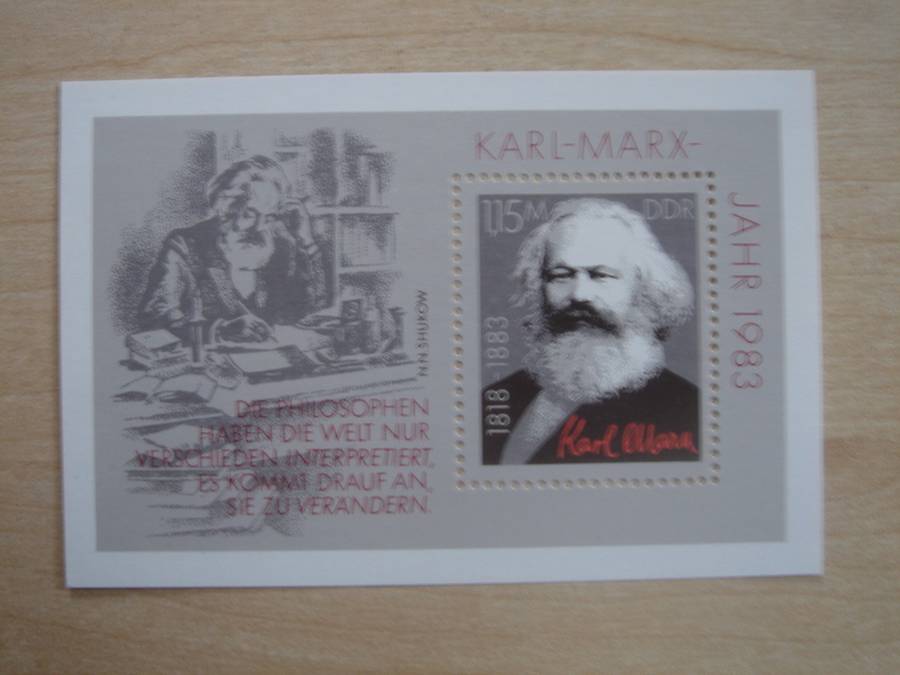 KARL-MARX-
JAHR 1983
1,15 M DDR
1818-1883
Karl Marx
N.N. SHUKOW
DIE PHILOSOPHEN
HABEN DIE WELT NUR
VERSCHIEDEN INTERPRETIERT,
ES KOMMT DRAUF AN,
SIE ZU VERÄNDERN.